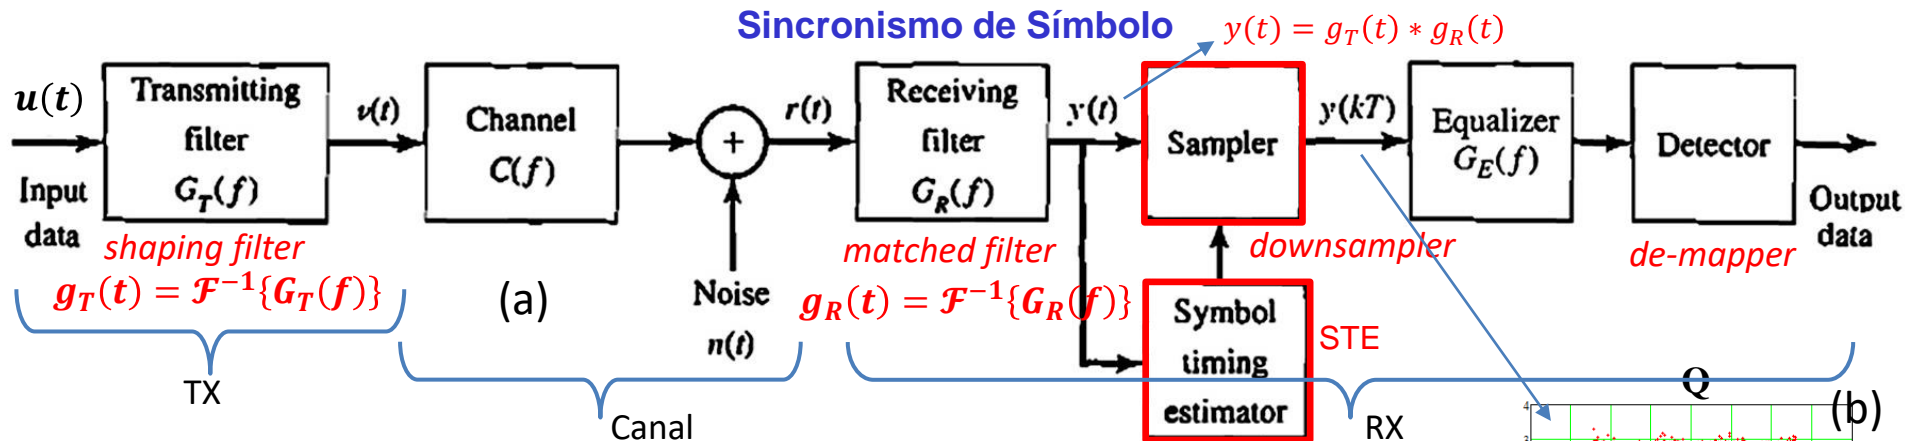 Sincronismo de Símbolo
y(t) = g_T(t) * g_R(t)
u(t)
Input
data
Transmitting
filter
G_T(f)
v(t)
Channel
C(f)
+
r(t)
Receiving
filter
G_R(f)
y(t)
Sampler
y(kT)
Equalizer
G_E(f)
Detector
Output
data
shaping filter
g_T(t) = ℱ⁻¹{G_T(f)}
(a)
Noise
n(t)
matched filter
g_R(t) = ℱ⁻¹{G_R(f)}
downsampler
de-mapper
Symbol
timing
estimator
STE
TX
Canal
RX
Q
(b)
4